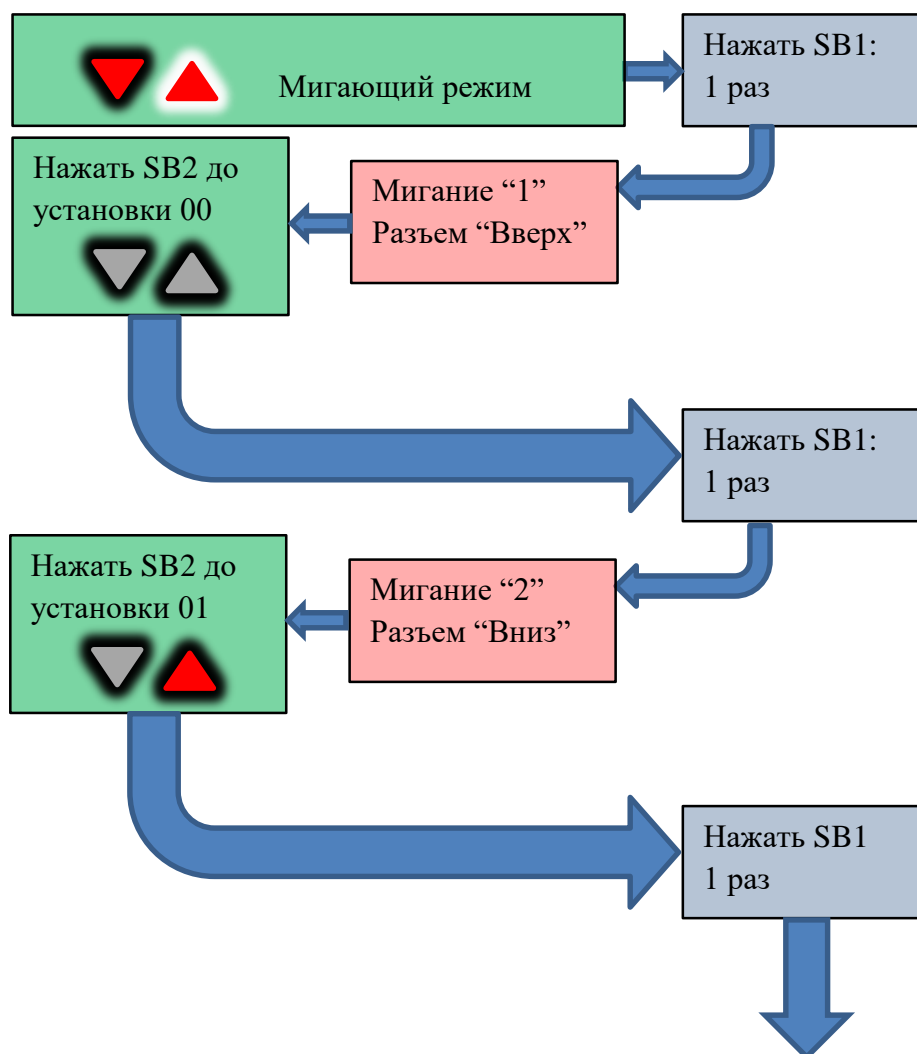 Мигающий режим
Нажать SB1:
1 раз
Мигание “1”
Разъем “Вверх”
Нажать SB2 до
установки 00
Нажать SB1:
1 раз
Мигание “2”
Разъем “Вниз”
Нажать SB2 до
установки 01
Нажать SB1
1 раз